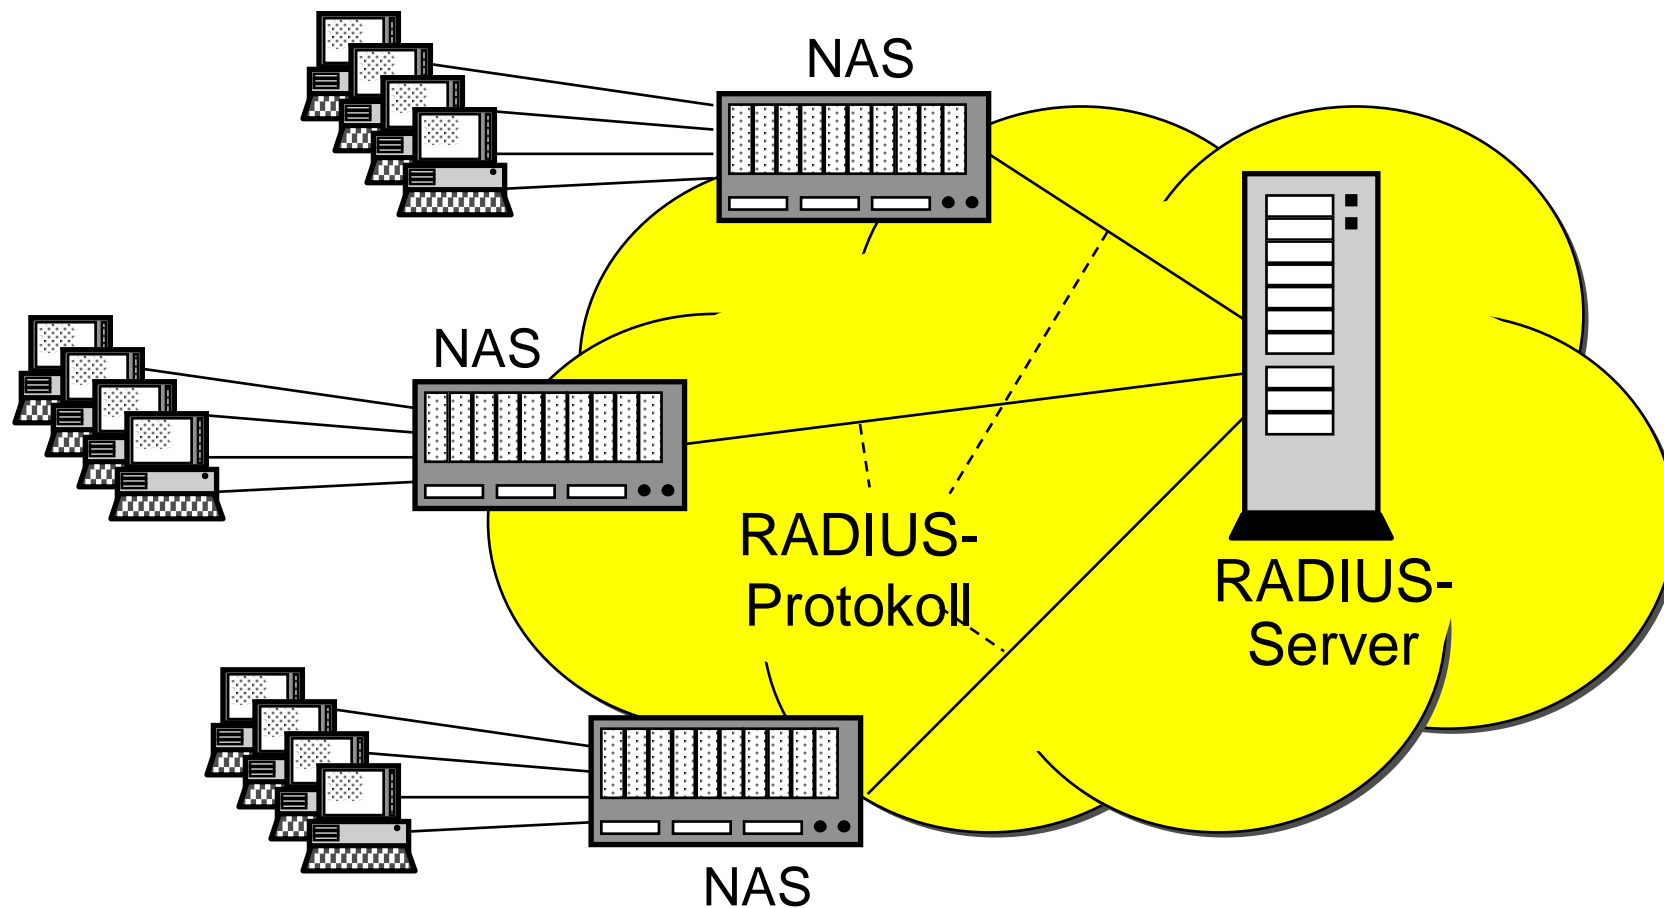 NAS
NAS
RADIUS-
Protokoll
RADIUS-
Server
NAS